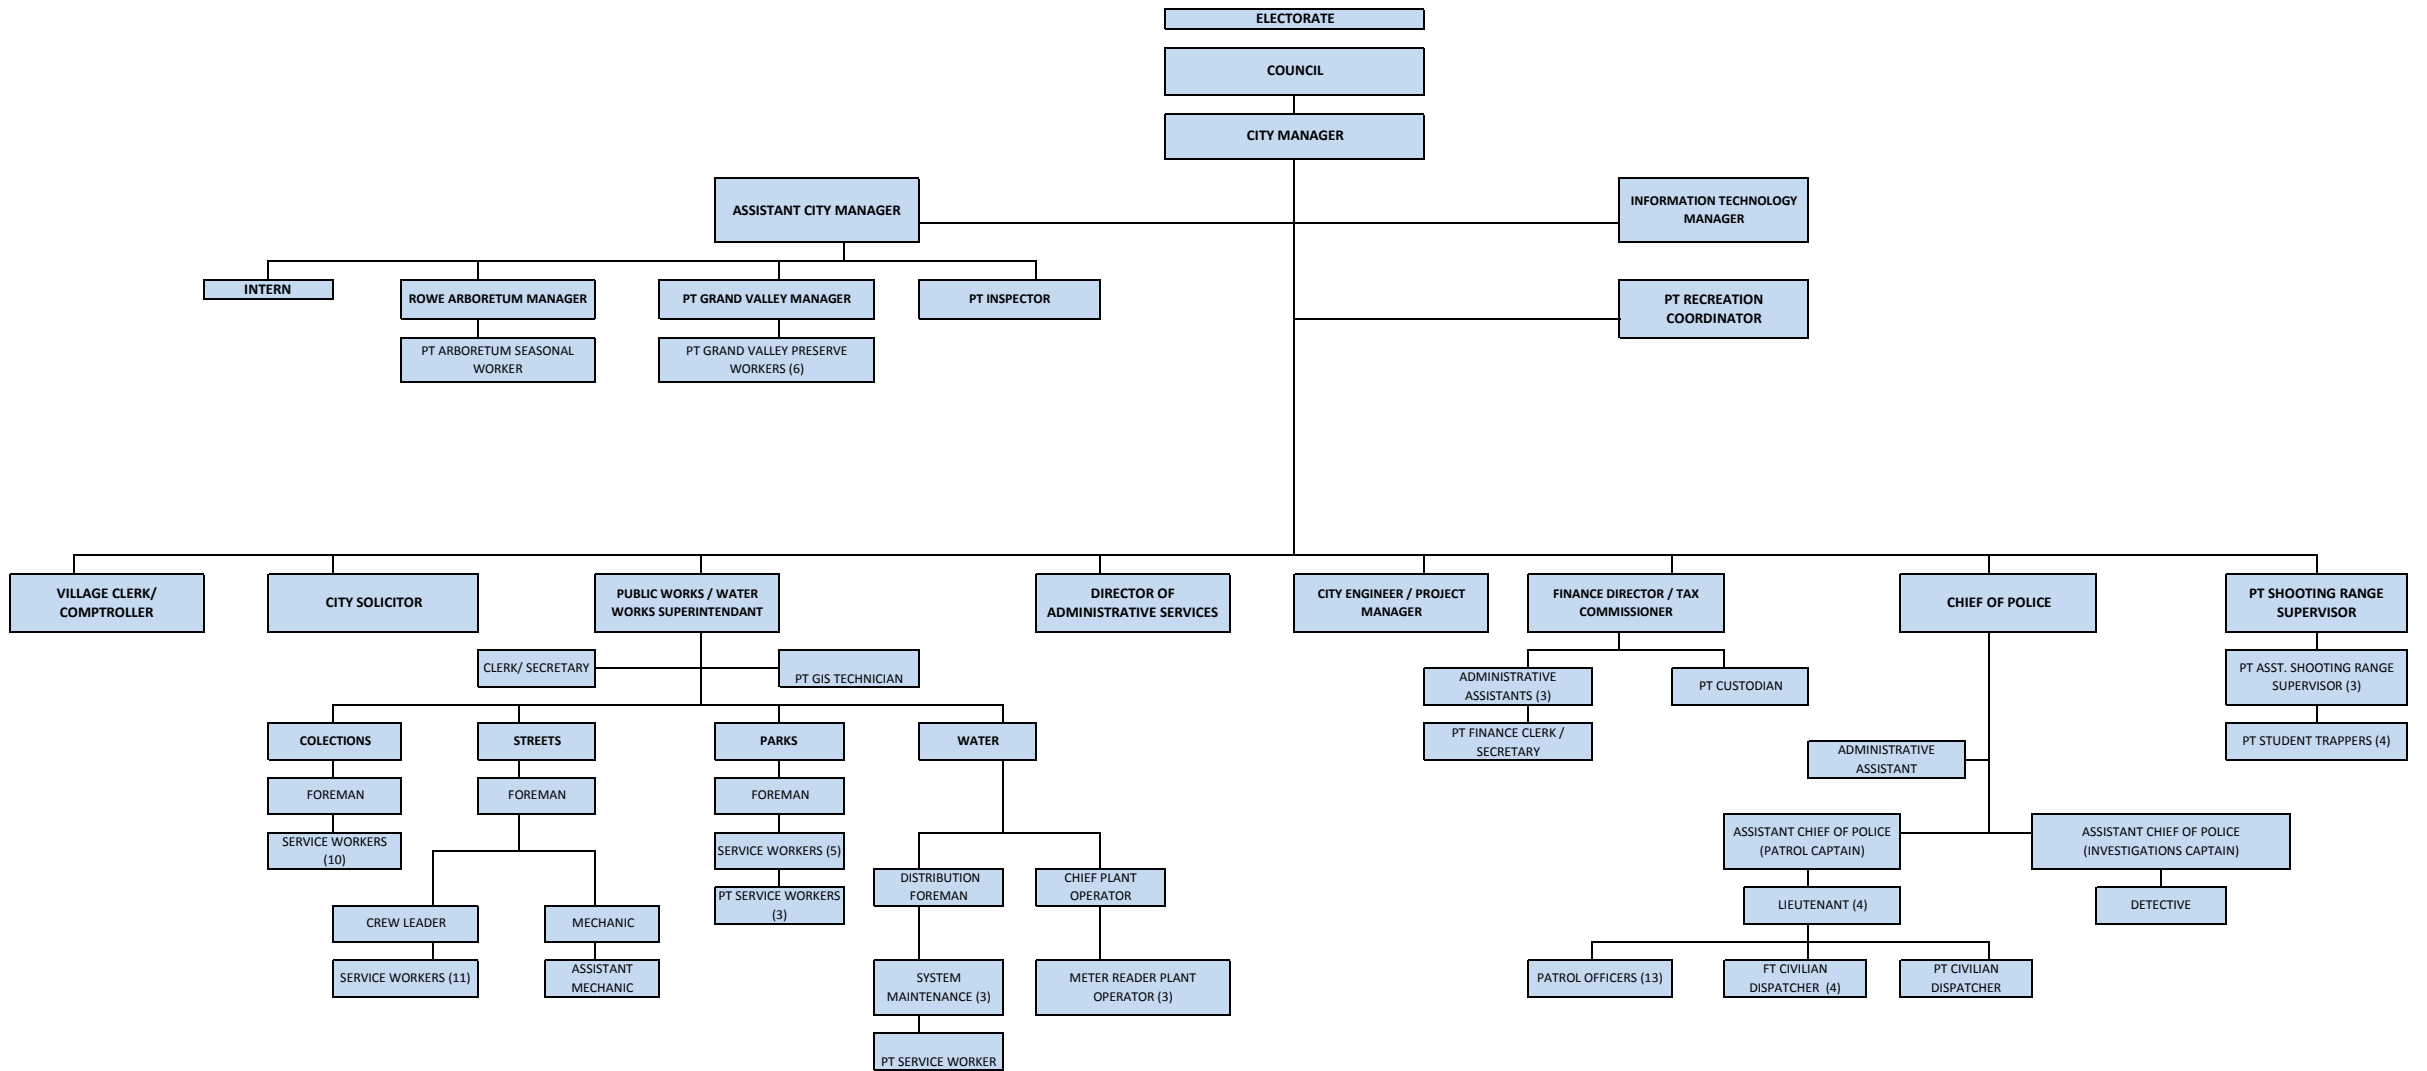 ELECTORATE
COUNCIL
CITY MANAGER
ASSISTANT CITY MANAGER
INFORMATION TECHNOLOGY
MANAGER
INTERN
ROWE ARBORETUM MANAGER
PT GRAND VALLEY MANAGER
PT INSPECTOR
PT RECREATION
COORDINATOR
PT ARBORETUM SEASONAL
WORKER
PT GRAND VALLEY PRESERVE
WORKERS (6)
VILLAGE CLERK/
COMPTROLLER
CITY SOLICITOR
PUBLIC WORKS / WATER
WORKS SUPERINTENDANT
DIRECTOR OF
ADMINISTRATIVE SERVICES
CITY ENGINEER / PROJECT
MANAGER
FINANCE DIRECTOR / TAX
COMMISSIONER
CHIEF OF POLICE
PT SHOOTING RANGE
SUPERVISOR
CLERK/ SECRETARY
PT GIS TECHNICIAN
ADMINISTRATIVE
ASSISTANTS (3)
PT CUSTODIAN
PT ASST. SHOOTING RANGE
SUPERVISOR (3)
COLECTIONS
STREETS
PARKS
WATER
PT FINANCE CLERK /
SECRETARY
ADMINISTRATIVE
ASSISTANT
PT STUDENT TRAPPERS (4)
FOREMAN
FOREMAN
FOREMAN
SERVICE WORKERS
(10)
SERVICE WORKERS (5)
ASSISTANT CHIEF OF POLICE
(PATROL CAPTAIN)
ASSISTANT CHIEF OF POLICE
(INVESTIGATIONS CAPTAIN)
PT SERVICE WORKERS
(3)
DISTRIBUTION
FOREMAN
CHIEF PLANT
OPERATOR
LIEUTENANT (4)
DETECTIVE
CREW LEADER
MECHANIC
SERVICE WORKERS (11)
ASSISTANT
MECHANIC
SYSTEM
MAINTENANCE (3)
METER READER PLANT
OPERATOR (3)
PATROL OFFICERS (13)
FT CIVILIAN
DISPATCHER  (4)
PT CIVILIAN
DISPATCHER
PT SERVICE WORKER